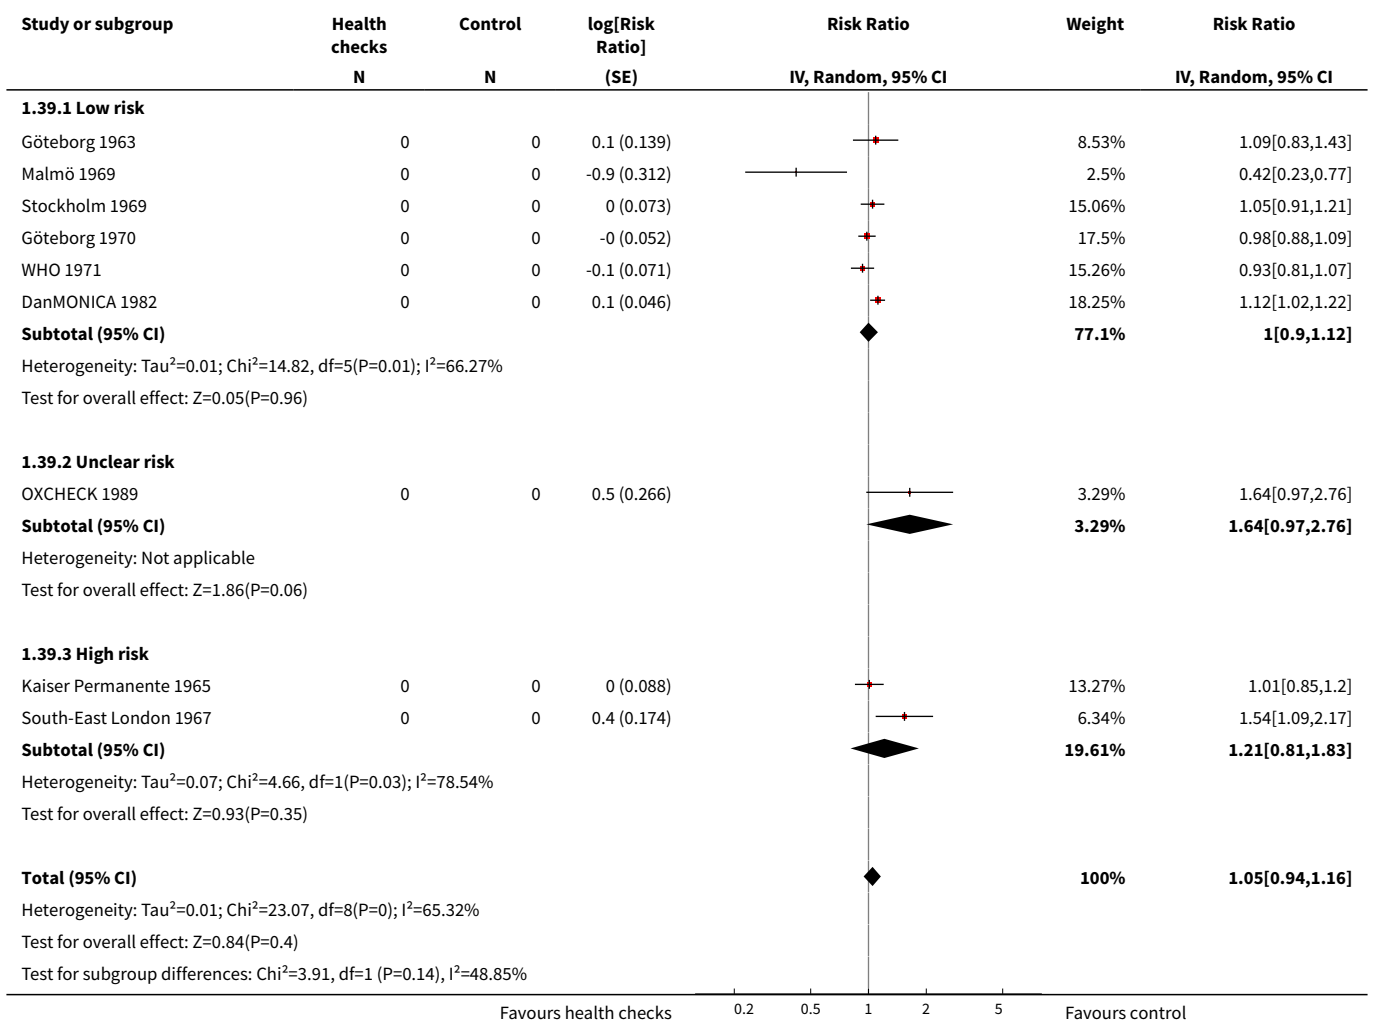 Study or subgroup Health checks Control log[Risk Ratio] Risk Ratio Weight Risk Ratio
N N (SE) IV, Random, 95% CI IV, Random, 95% CI
1.39.1 Low risk
Göteborg 1963 0 0 0.1 (0.139) 8.53% 1.09[0.83,1.43]
Malmö 1969 0 0 -0.9 (0.312) 2.5% 0.42[0.23,0.77]
Stockholm 1969 0 0 0 (0.073) 15.06% 1.05[0.91,1.21]
Göteborg 1970 0 0 -0 (0.052) 17.5% 0.98[0.88,1.09]
WHO 1971 0 0 -0.1 (0.071) 15.26% 0.93[0.81,1.07]
DanMONICA 1982 0 0 0.1 (0.046) 18.25% 1.12[1.02,1.22]
Subtotal (95% CI) 77.1% 1[0.9,1.12]
Heterogeneity: Tau²=0.01; Chi²=14.82, df=5(P=0.01); I²=66.27%
Test for overall effect: Z=0.05(P=0.96)
1.39.2 Unclear risk
OXCHECK 1989 0 0 0.5 (0.266) 3.29% 1.64[0.97,2.76]
Subtotal (95% CI) 3.29% 1.64[0.97,2.76]
Heterogeneity: Not applicable
Test for overall effect: Z=1.86(P=0.06)
1.39.3 High risk
Kaiser Permanente 1965 0 0 0 (0.088) 13.27% 1.01[0.85,1.2]
South-East London 1967 0 0 0.4 (0.174) 6.34% 1.54[1.09,2.17]
Subtotal (95% CI) 19.61% 1.21[0.81,1.83]
Heterogeneity: Tau²=0.07; Chi²=4.66, df=1(P=0.03); I²=78.54%
Test for overall effect: Z=0.93(P=0.35)
Total (95% CI) 100% 1.05[0.94,1.16]
Heterogeneity: Tau²=0.01; Chi²=23.07, df=8(P=0); I²=65.32%
Test for overall effect: Z=0.84(P=0.4)
Test for subgroup differences: Chi²=3.91, df=1 (P=0.14), I²=48.85%
Favours health checks 0.2 0.5 1 2 5 Favours control